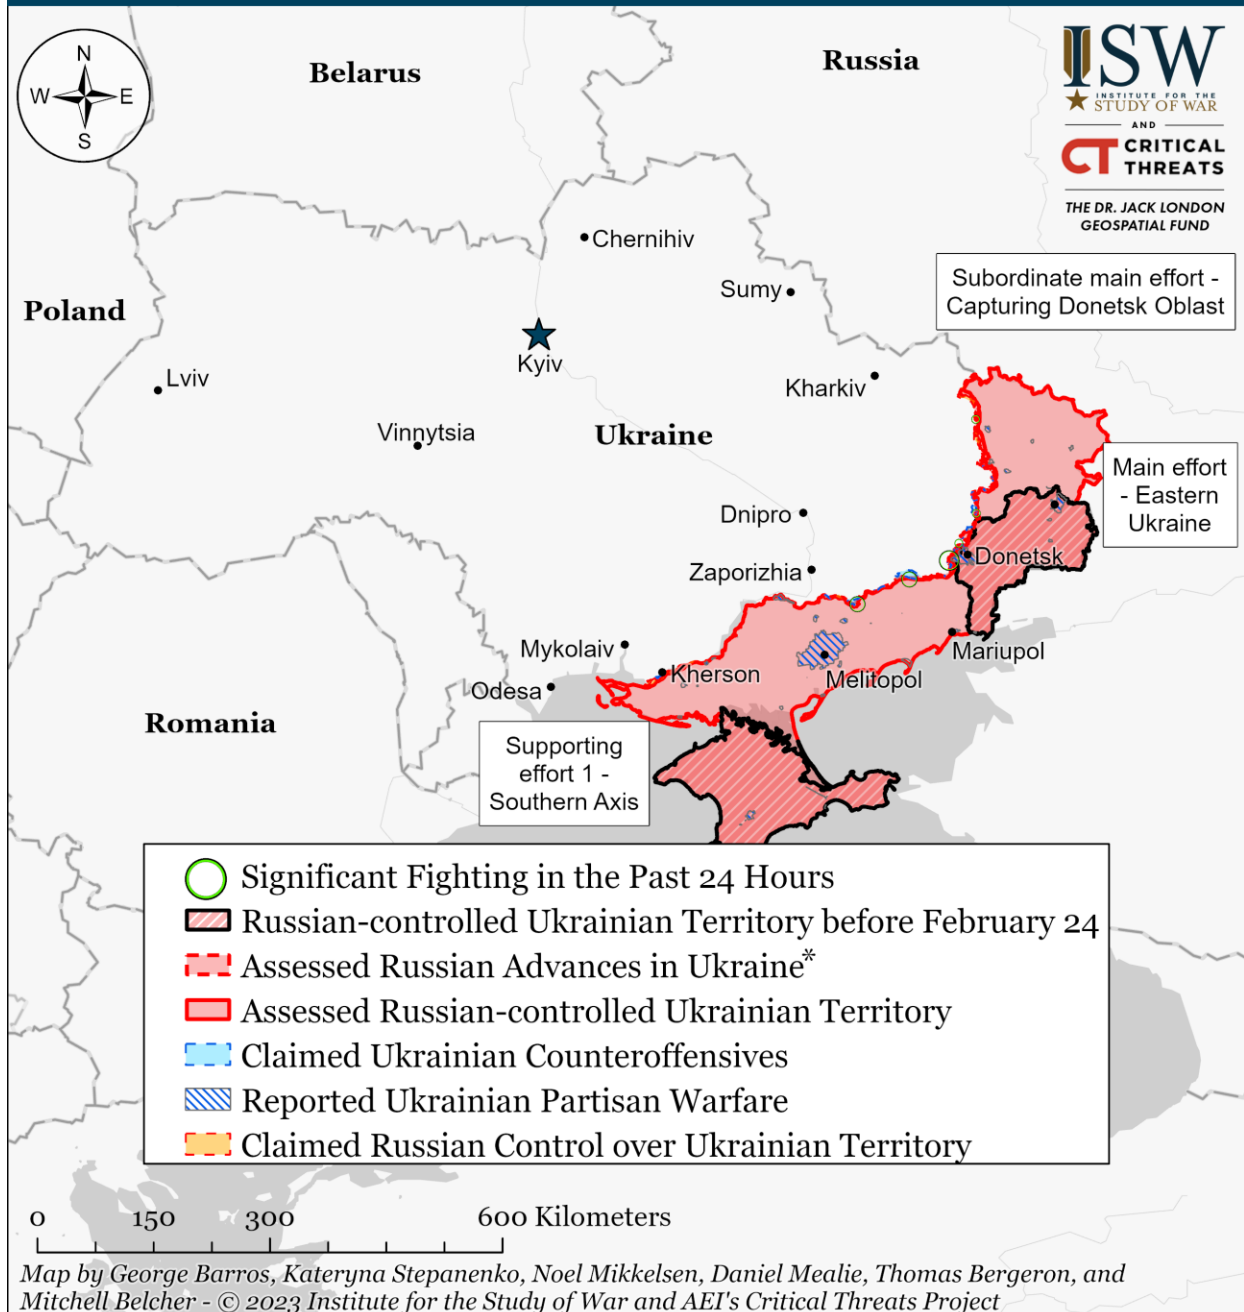 N
W
E
S
Belarus
Russia
ISW
INSTITUTE FOR THE
STUDY OF WAR
AND
CT CRITICAL
THREATS
THE DR. JACK LONDON
GEOSPATIAL FUND
Chernihiv
Sumy
Subordinate main effort -
Capturing Donetsk Oblast
Poland
Kyiv
Lviv
Kharkiv
Vinnytsia
Ukraine
Main effort
- Eastern
Ukraine
Dnipro
Donetsk
Zaporizhia
Mykolaiv
Mariupol
Kherson
Melitopol
Odesa
Romania
Supporting
effort 1 -
Southern Axis
Significant Fighting in the Past 24 Hours
Russian-controlled Ukrainian Territory before February 24
Assessed Russian Advances in Ukraine*
Assessed Russian-controlled Ukrainian Territory
Claimed Ukrainian Counteroffensives
Reported Ukrainian Partisan Warfare
Claimed Russian Control over Ukrainian Territory
0 150 300 600 Kilometers
Map by George Barros, Kateryna Stepanenko, Noel Mikkelsen, Daniel Mealie, Thomas Bergeron, and
Mitchell Belcher - © 2023 Institute for the Study of War and AEI's Critical Threats Project